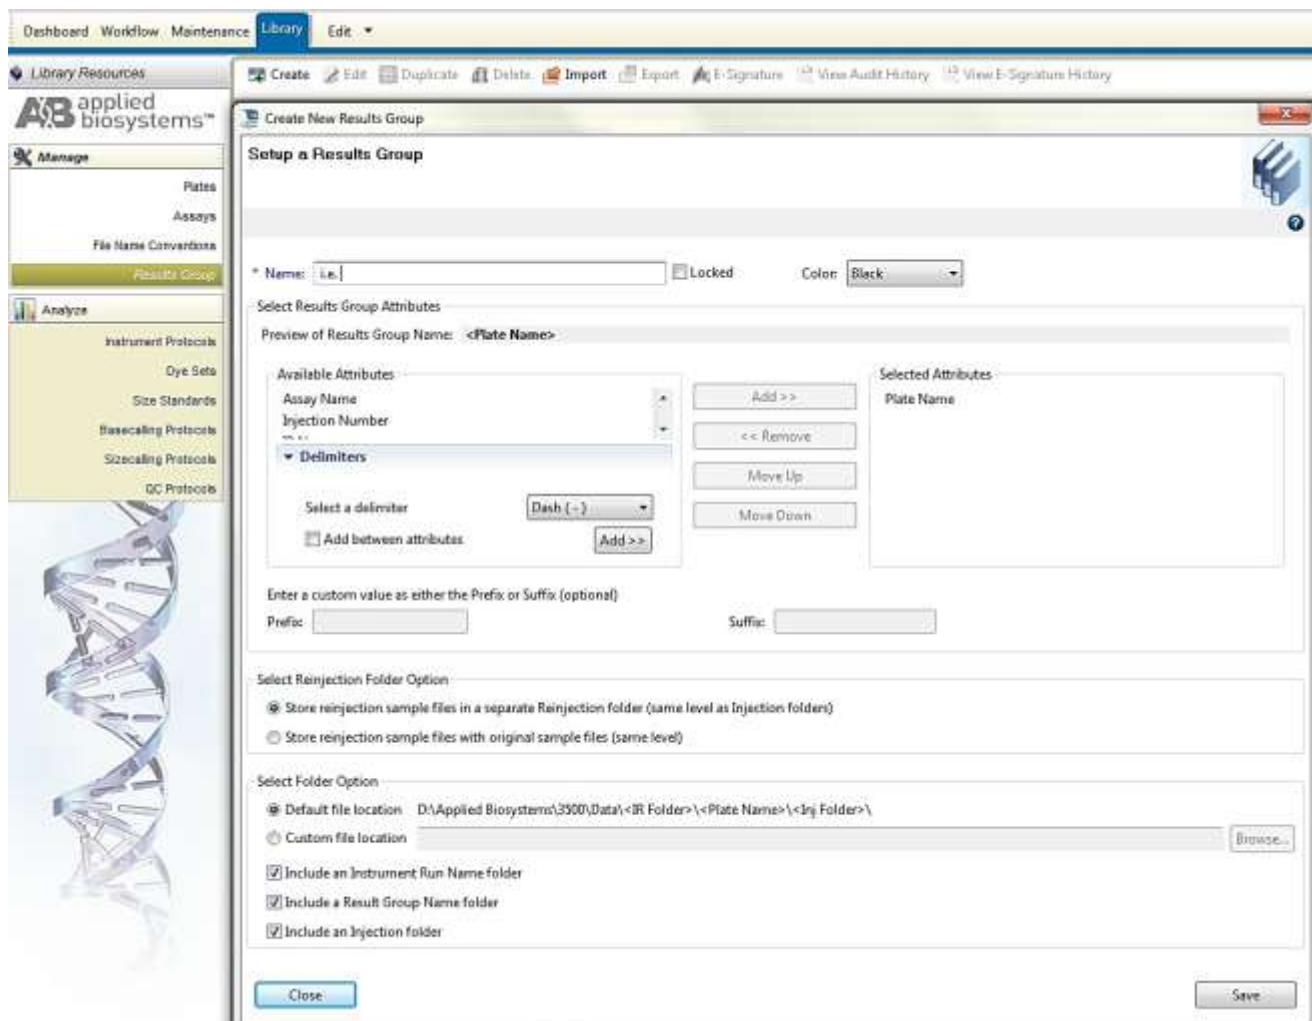 Dashboard Workflow Maintenance Library Edit
Library Resources
Create Edit Duplicate Delete Import Export E-Signature View Audit History View E-Signature History
applied
biosystems™
Create New Results Group
Manage
Setup a Results Group
Plates
Assays
File Name Conventions
Results Group
* Name: i.e. Locked Color: Black
Analyze
Select Results Group Attributes
Preview of Results Group Name: <Plate Name>
Instrument Protocols
Dye Sets
Size Standards
Basecalling Protocols
Sizecalling Protocols
QC Protocols
Available Attributes
Assay Name
Injection Number
Delimiters
Select a delimiter Dash ( - )
Add between attributes Add >>
Add >>
<< Remove
Move Up
Move Down
Selected Attributes
Plate Name
Enter a custom value as either the Prefix or Suffix (optional)
Prefix: Suffix:
Select Reinjection Folder Option
Store reinjection sample files in a separate Reinjection folder (same level as Injection folders)
Store reinjection sample files with original sample files (same level)
Select Folder Option
Default file location D:\Applied Biosystems\3500\Data\<IR Folder>\<Plate Name>\<Inj Folder>\
Custom file location Browse...
Include an Instrument Run Name folder
Include a Result Group Name folder
Include an Injection folder
Close Save